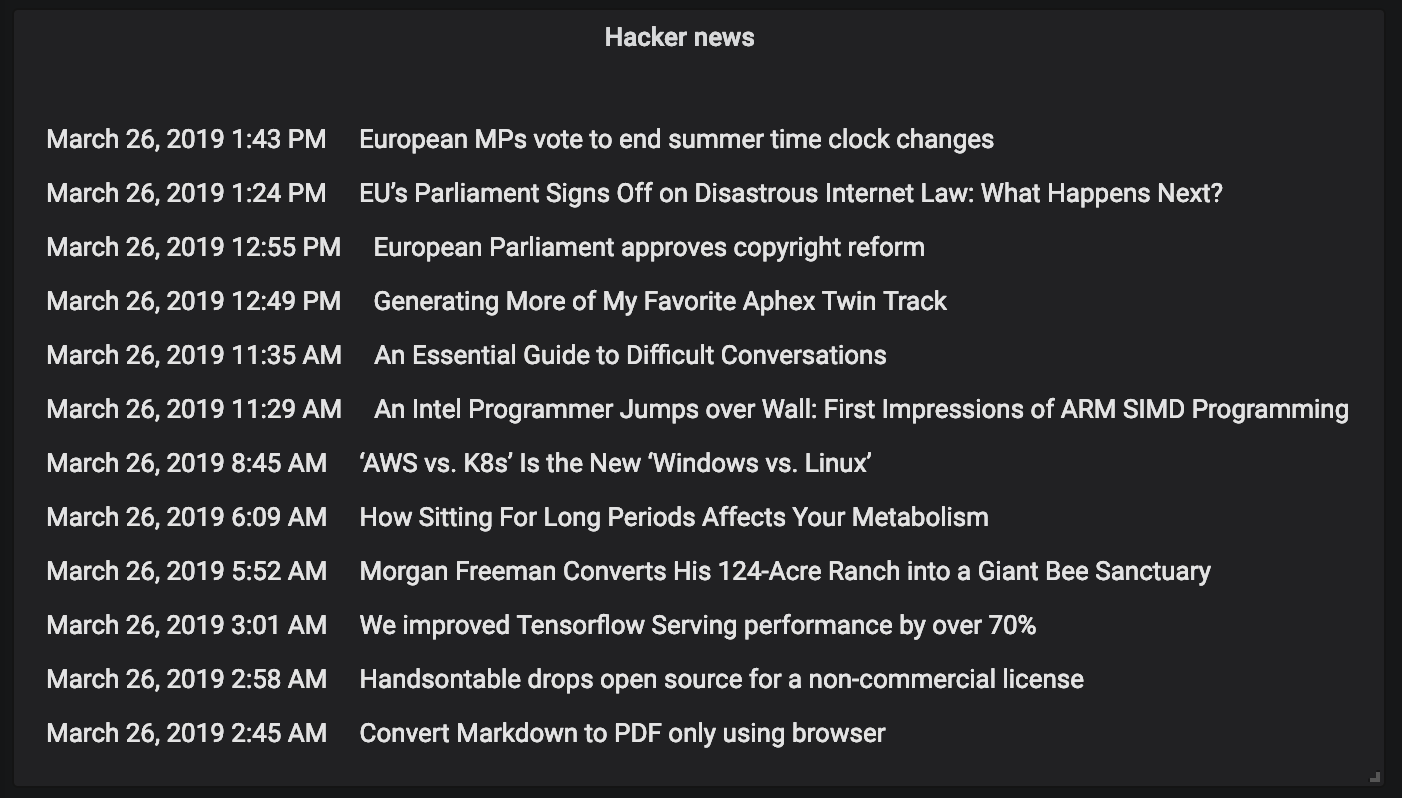 Hacker news
March 26, 2019 1:43 PM European MPs vote to end summer time clock changes
March 26, 2019 1:24 PM EU’s Parliament Signs Off on Disastrous Internet Law: What Happens Next?
March 26, 2019 12:55 PM European Parliament approves copyright reform
March 26, 2019 12:49 PM Generating More of My Favorite Aphex Twin Track
March 26, 2019 11:35 AM An Essential Guide to Difficult Conversations
March 26, 2019 11:29 AM An Intel Programmer Jumps over Wall: First Impressions of ARM SIMD Programming
March 26, 2019 8:45 AM ‘AWS vs. K8s’ Is the New ‘Windows vs. Linux’
March 26, 2019 6:09 AM How Sitting For Long Periods Affects Your Metabolism
March 26, 2019 5:52 AM Morgan Freeman Converts His 124-Acre Ranch into a Giant Bee Sanctuary
March 26, 2019 3:01 AM We improved Tensorflow Serving performance by over 70%
March 26, 2019 2:58 AM Handsontable drops open source for a non-commercial license
March 26, 2019 2:45 AM Convert Markdown to PDF only using browser